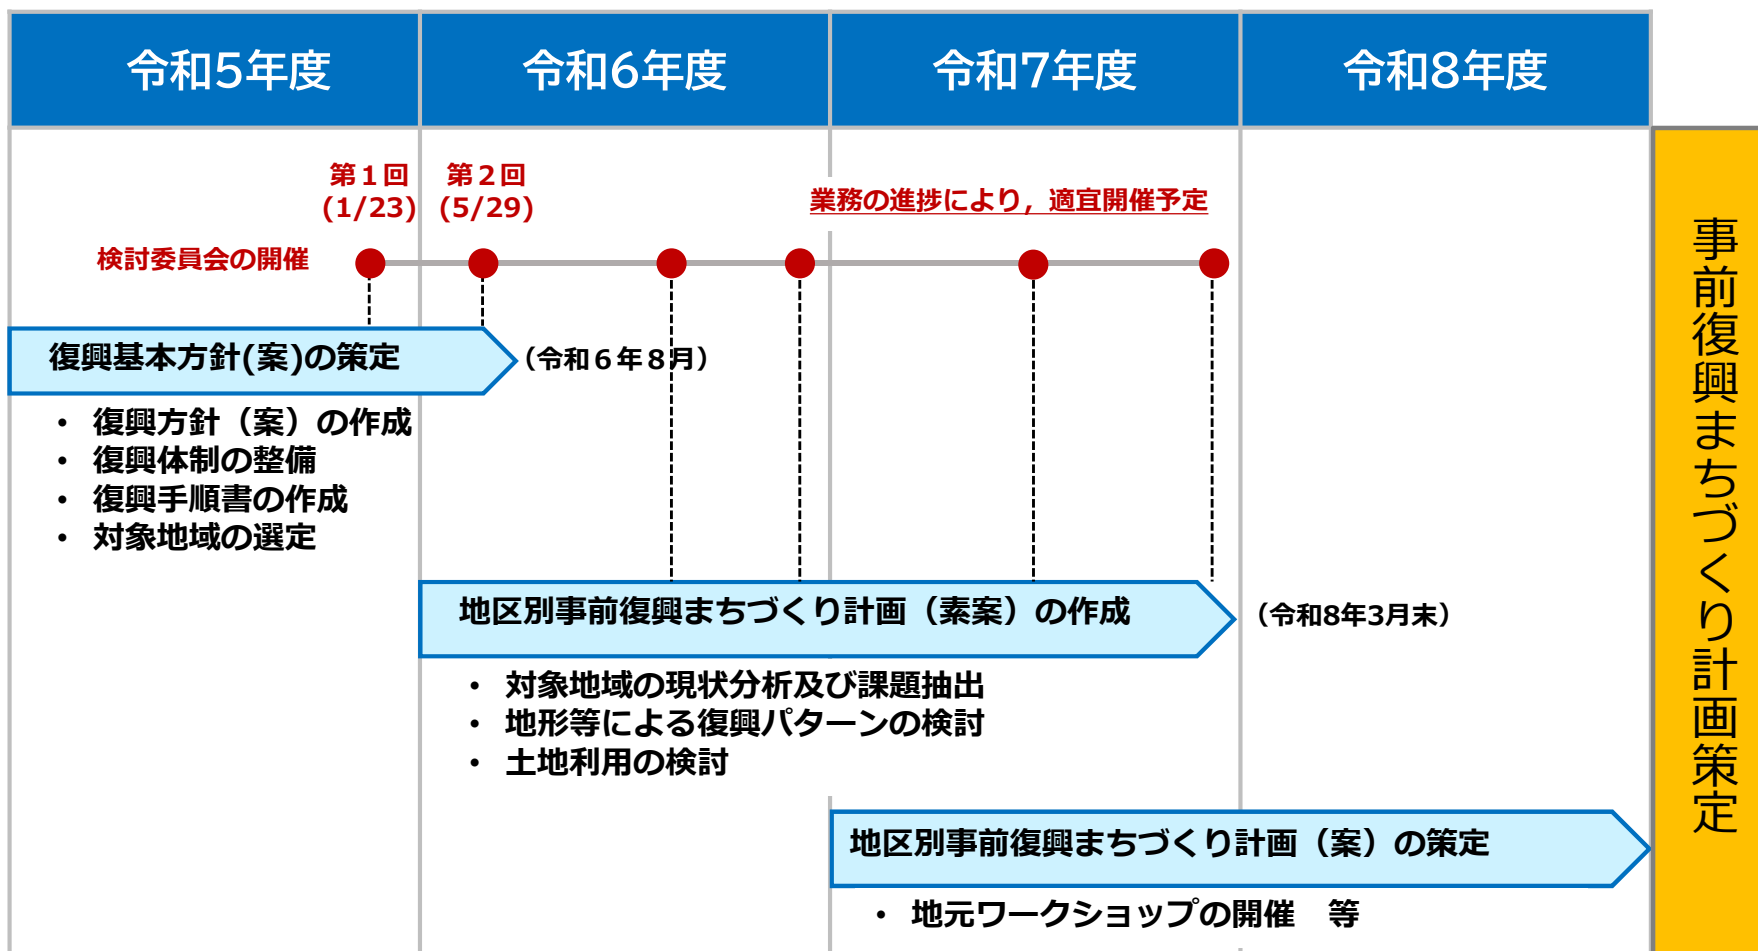 令和5年度
令和6年度
令和7年度
令和8年度
第１回
(1/23)
第２回
(5/29)
業務の進捗により，適宜開催予定
検討委員会の開催
復興基本方針(案)の策定
（令和６年８月）
・ 復興方針（案）の作成
・ 復興体制の整備
・ 復興手順書の作成
・ 対象地域の選定
地区別事前復興まちづくり計画（素案）の作成
（令和8年3月末）
・ 対象地域の現状分析及び課題抽出
・ 地形等による復興パターンの検討
・ 土地利用の検討
地区別事前復興まちづくり計画（案）の策定
・ 地元ワークショップの開催　等
事前復興まちづくり計画策定